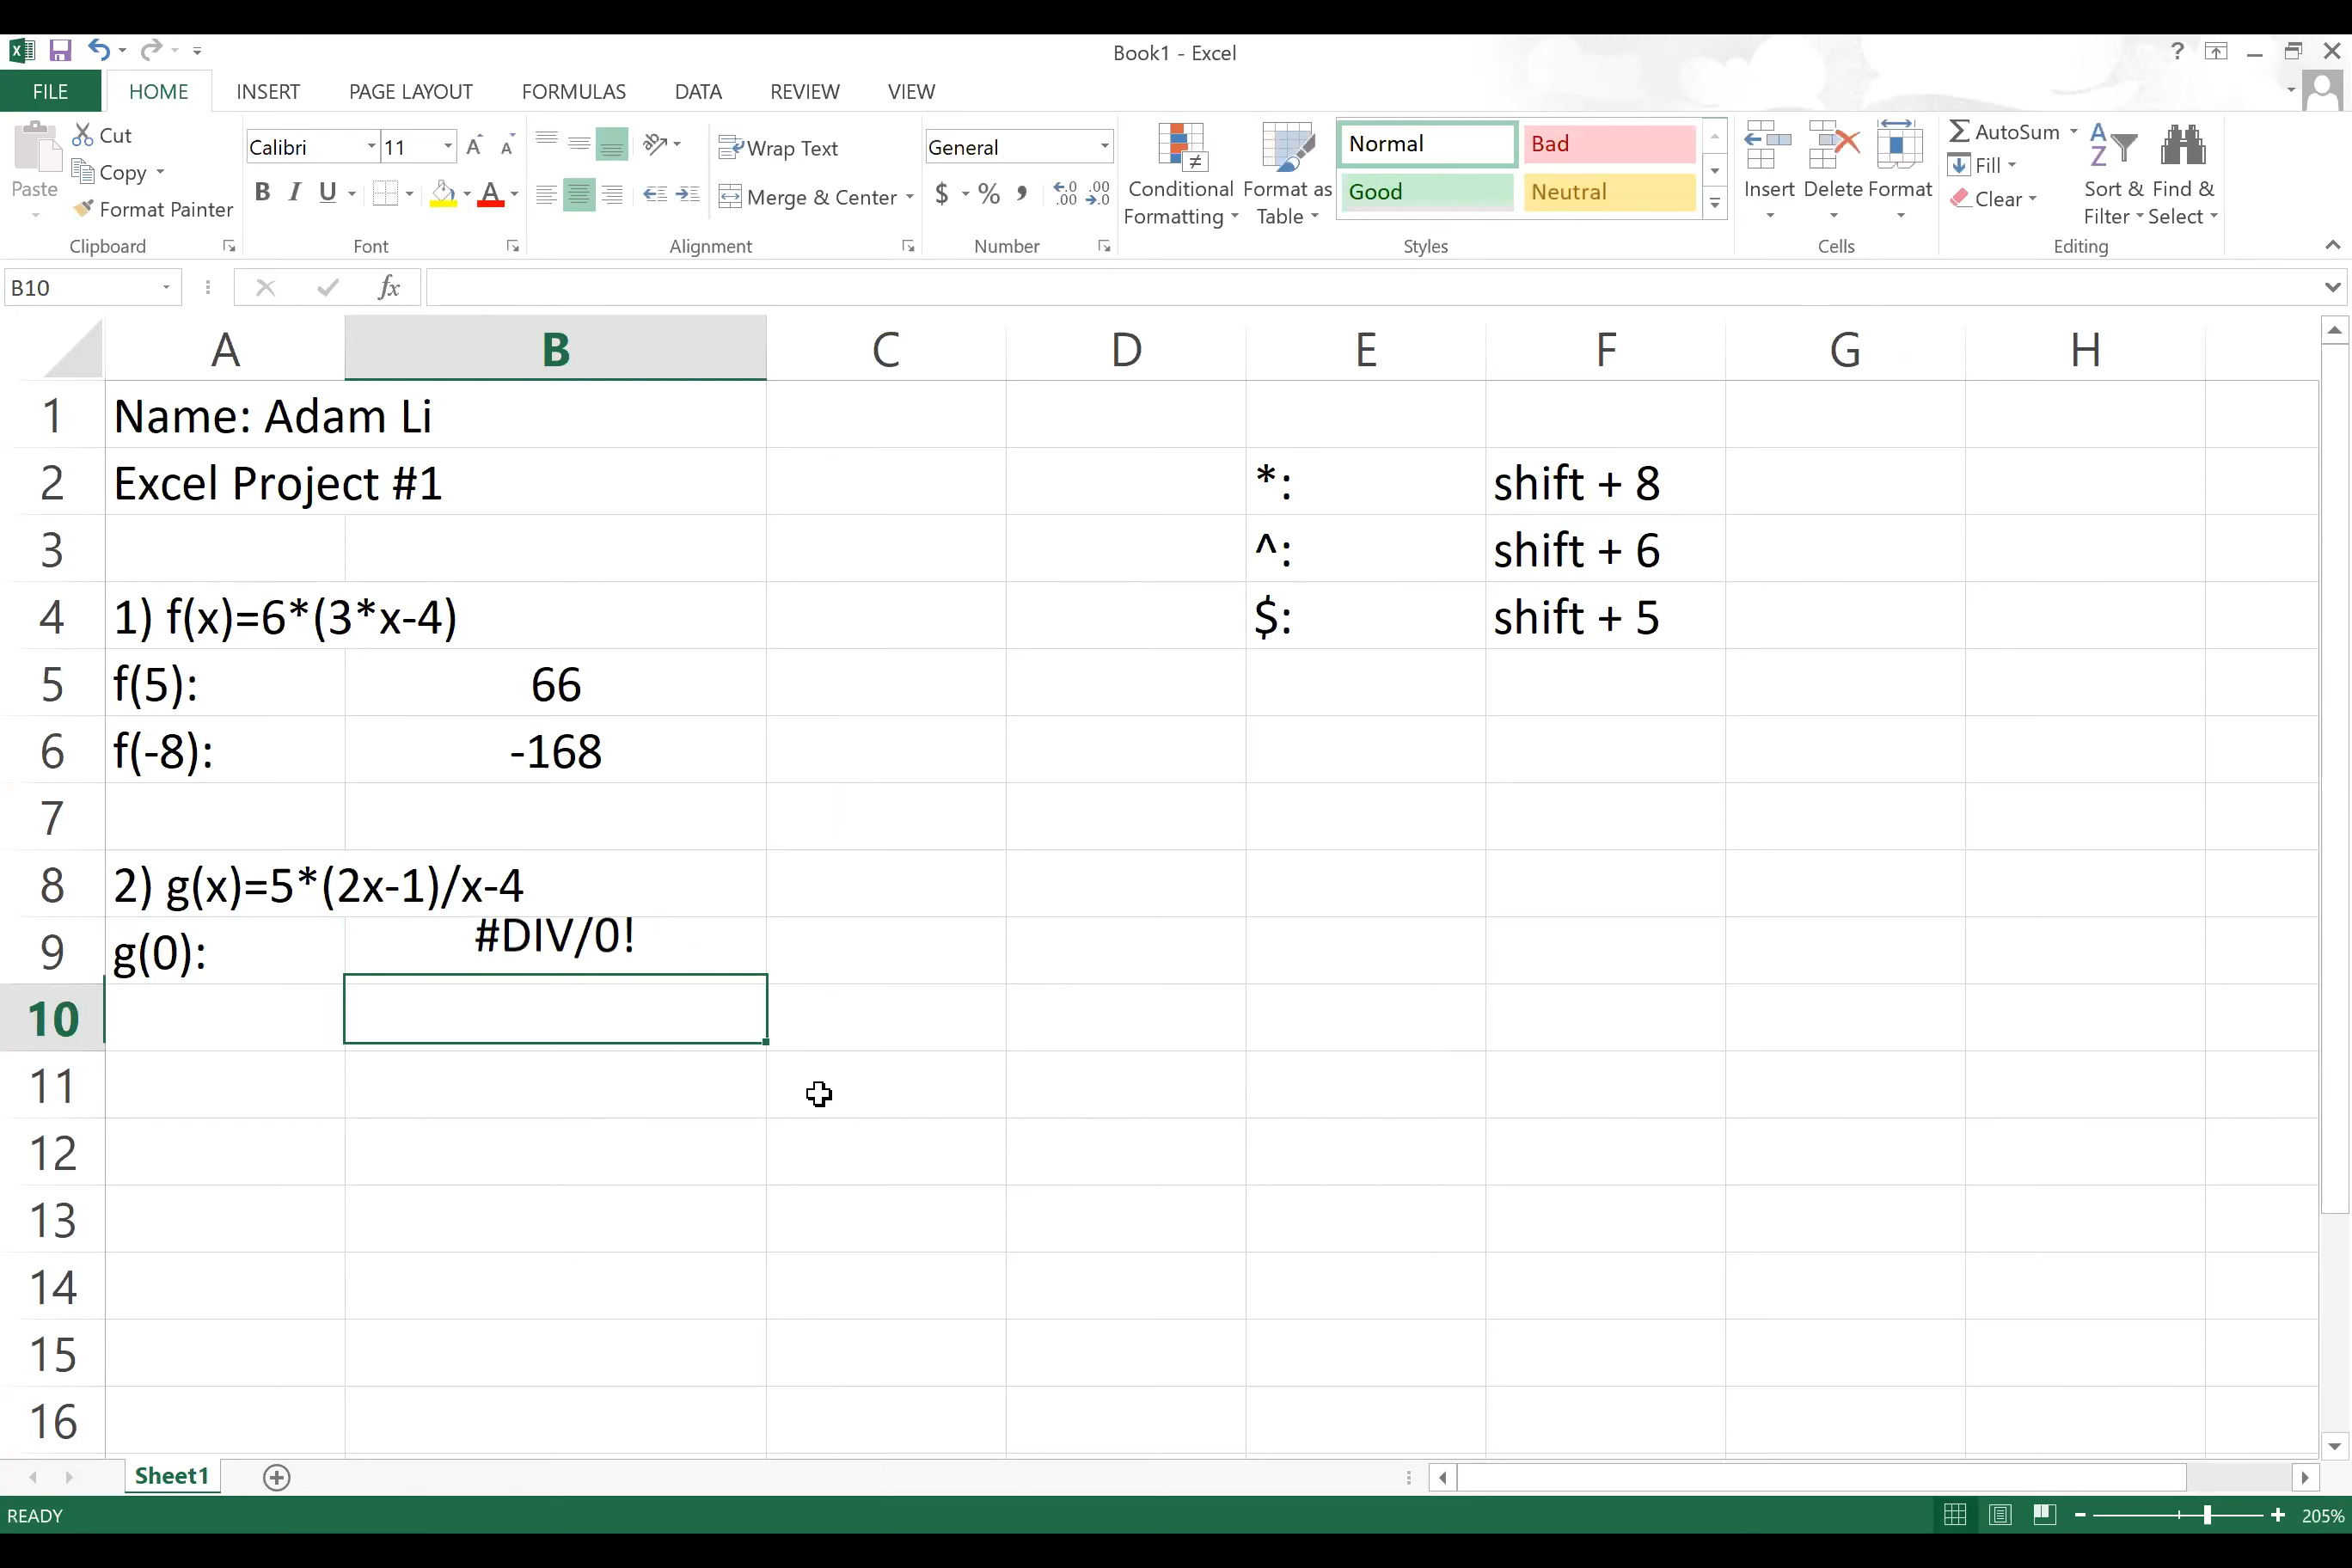 Book1 - Excel
?
FILE HOME INSERT PAGE LAYOUT FORMULAS DATA REVIEW VIEW
Paste
Cut
Copy
Format Painter
Clipboard
Calibri 11 A A
B I U A
Font
Wrap Text
Merge & Center
Alignment
General
$ % ,
Number
Conditional Formatting
Format as Table
Normal Bad
Good Neutral
Styles
Insert Delete Format
Cells
AutoSum
Fill
Clear
Sort & Filter
Find & Select
Editing
B10 fx
A B C D E F G H
1 Name: Adam Li
2 Excel Project #1 *: shift + 8
3 ^: shift + 6
4 1) f(x)=6*(3*x-4) $: shift + 5
5 f(5): 66
6 f(-8): -168
7
8 2) g(x)=5*(2x-1)/x-4
9 g(0): #DIV/0!
10
11
12
13
14
15
16
Sheet1
READY 205%